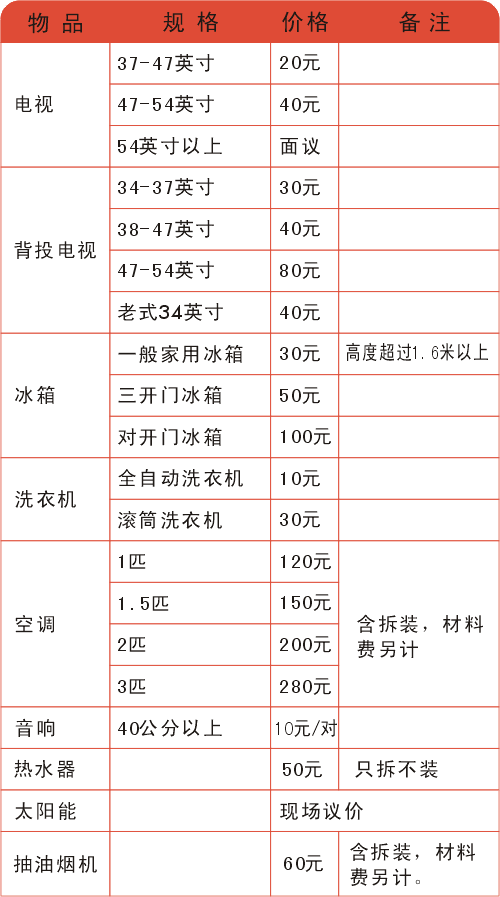 物品 规格 价格 备注
电视 37-47英寸 20元
47-54英寸 40元
54英寸以上 面议
背投电视 34-37英寸 30元
38-47英寸 40元
47-54英寸 80元
老式34英寸 40元
冰箱 一般家用冰箱 30元 高度超过1.6米以上
三开门冰箱 50元
对开门冰箱 100元
洗衣机 全自动洗衣机 10元
滚筒洗衣机 30元
空调 1匹 120元 含拆装，材料
费另计
1.5匹 150元
2匹 200元
3匹 280元
音响 40公分以上 10元/对
热水器 50元 只拆不装
太阳能 现场议价
抽油烟机 60元 含拆装，材料
费另计。